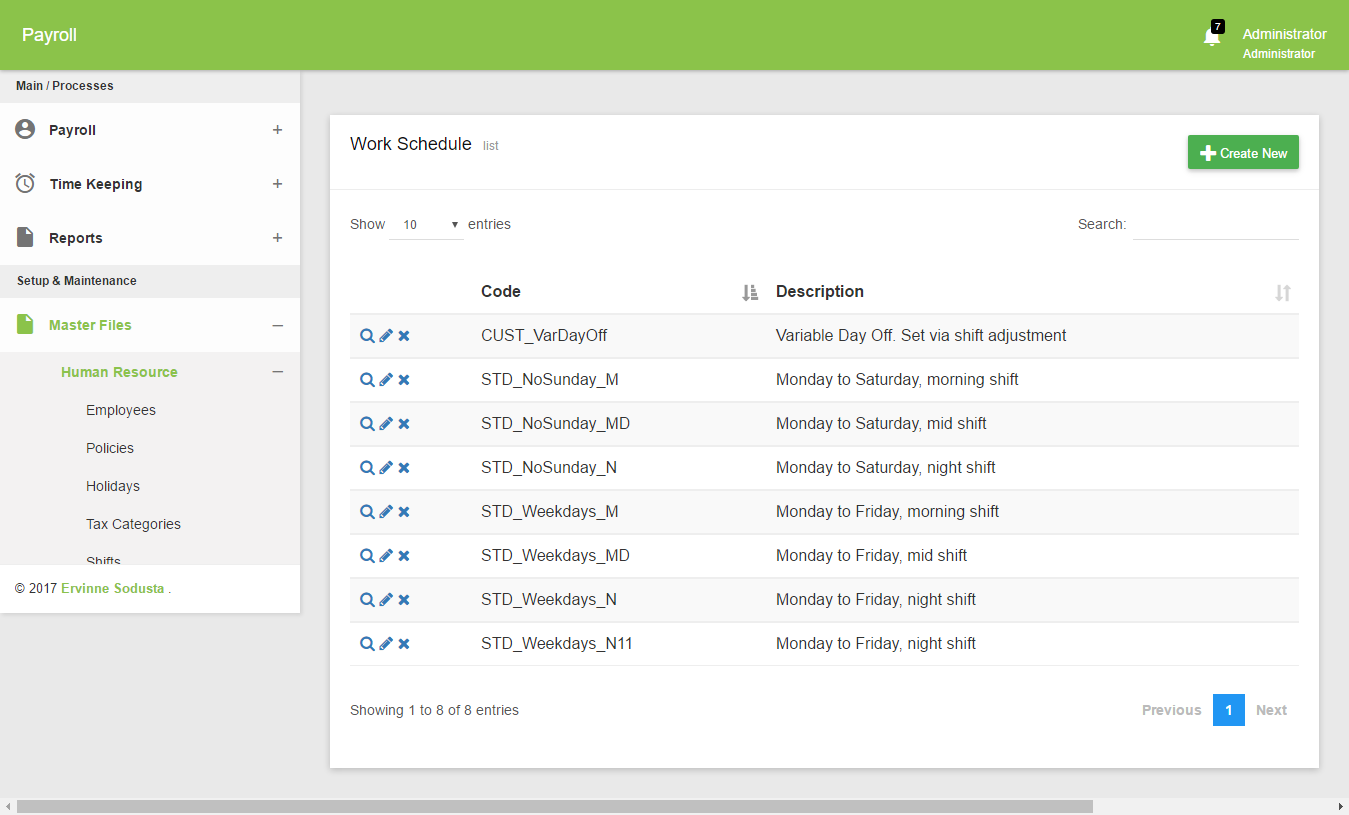 Payroll
7
Administrator
Administrator
Main / Processes
Payroll
Time Keeping
Reports
Setup & Maintenance
Master Files
Human Resource
Employees
Policies
Holidays
Tax Categories
Shifts
© 2017 Ervinne Sodusta .
Work Schedule list
Create New
Show 10 entries
Search:
Code Description
CUST_VarDayOff Variable Day Off. Set via shift adjustment
STD_NoSunday_M Monday to Saturday, morning shift
STD_NoSunday_MD Monday to Saturday, mid shift
STD_NoSunday_N Monday to Saturday, night shift
STD_Weekdays_M Monday to Friday, morning shift
STD_Weekdays_MD Monday to Friday, mid shift
STD_Weekdays_N Monday to Friday, night shift
STD_Weekdays_N11 Monday to Friday, night shift
Showing 1 to 8 of 8 entries
Previous 1 Next